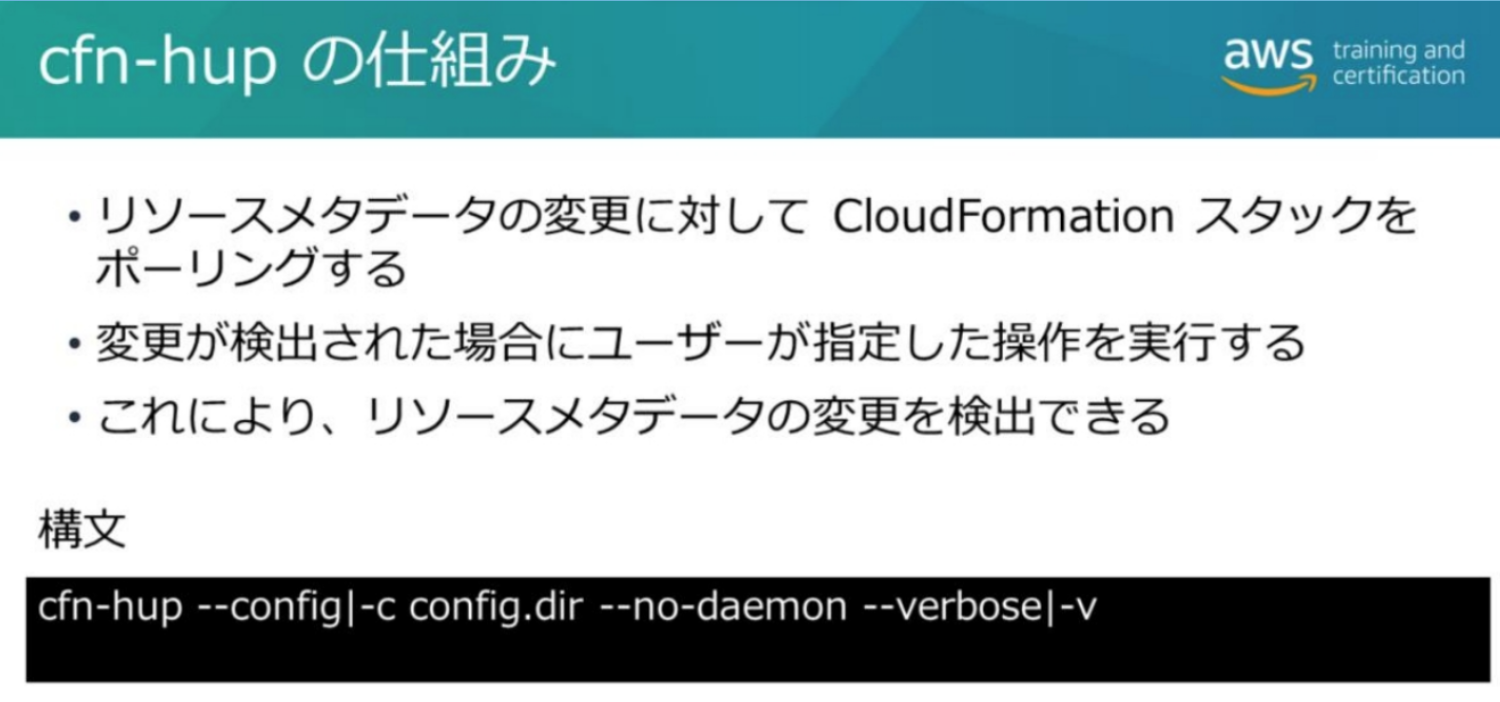 cfn-hup の仕組み
aws training and
certification
• リソースメタデータの変更に対して CloudFormation スタックを
ポーリングする
• 変更が検出された場合にユーザーが指定した操作を実行する
• これにより、リソースメタデータの変更を検出できる
構文
cfn-hup --config|-c config.dir --no-daemon --verbose|-v